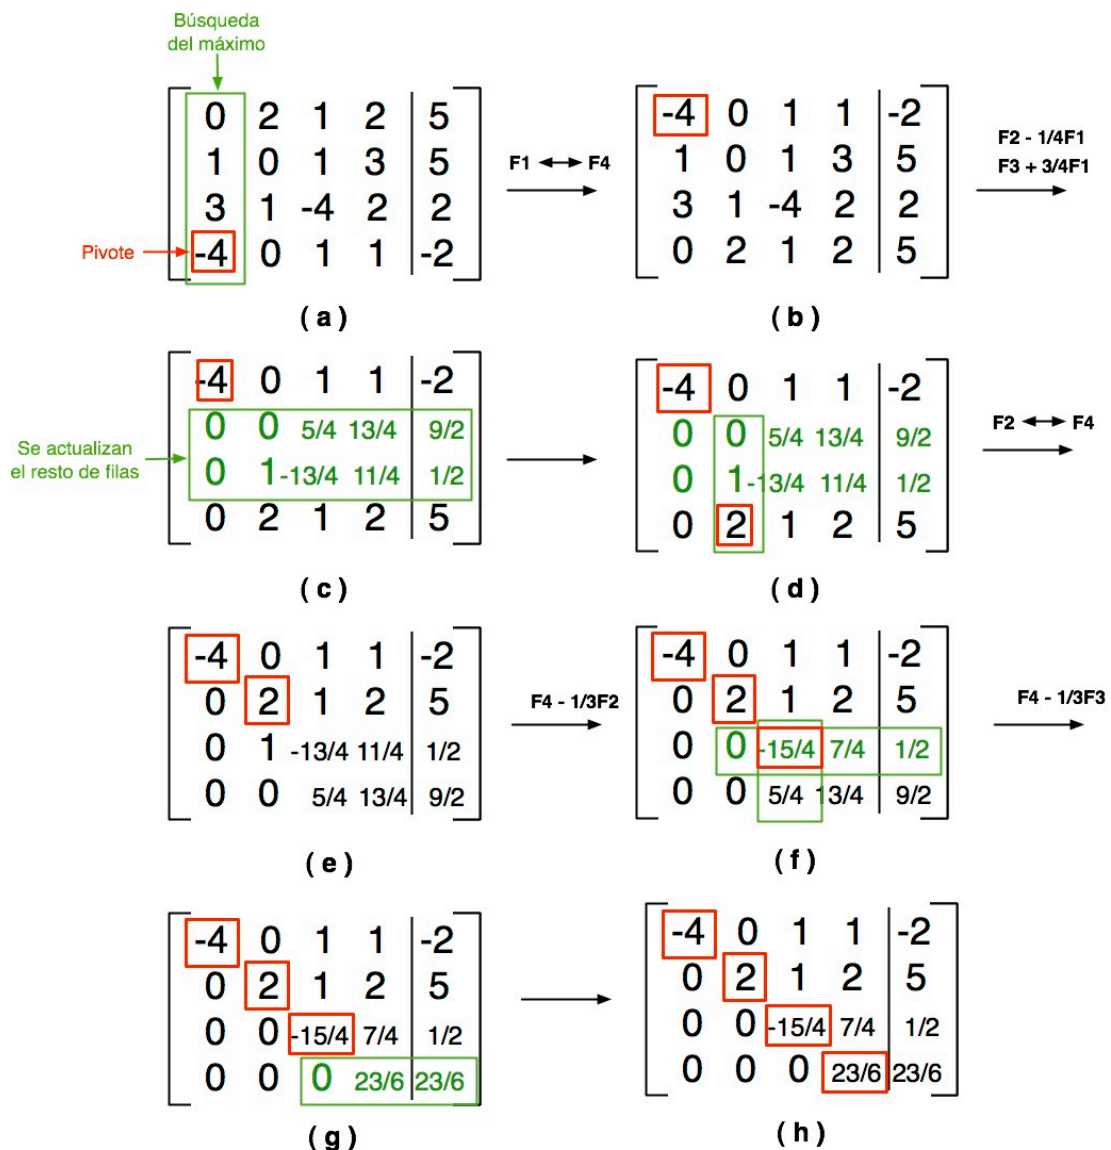 Búsqueda
del máximo
0 2 1 2 5
1 0 1 3 5
3 1 -4 2 2
-4 0 1 1 -2
Pivote
( a )
F1 ↔ F4
-4 0 1 1 -2
1 0 1 3 5
3 1 -4 2 2
0 2 1 2 5
( b )
F2 - 1/4F1
F3 + 3/4F1
-4 0 1 1 -2
0 0 5/4 13/4 9/2
0 1 -13/4 11/4 1/2
0 2 1 2 5
Se actualizan
el resto de filas
( c )
-4 0 1 1 -2
0 0 5/4 13/4 9/2
0 1 -13/4 11/4 1/2
0 2 1 2 5
( d )
F2 ↔ F4
-4 0 1 1 -2
0 2 1 2 5
0 1 -13/4 11/4 1/2
0 0 5/4 13/4 9/2
( e )
F4 - 1/3F2
-4 0 1 1 -2
0 2 1 2 5
0 0 -15/4 7/4 1/2
0 0 5/4 13/4 9/2
( f )
F4 - 1/3F3
-4 0 1 1 -2
0 2 1 2 5
0 0 -15/4 7/4 1/2
0 0 0 23/6 23/6
( g )
-4 0 1 1 -2
0 2 1 2 5
0 0 -15/4 7/4 1/2
0 0 0 23/6 23/6
( h )